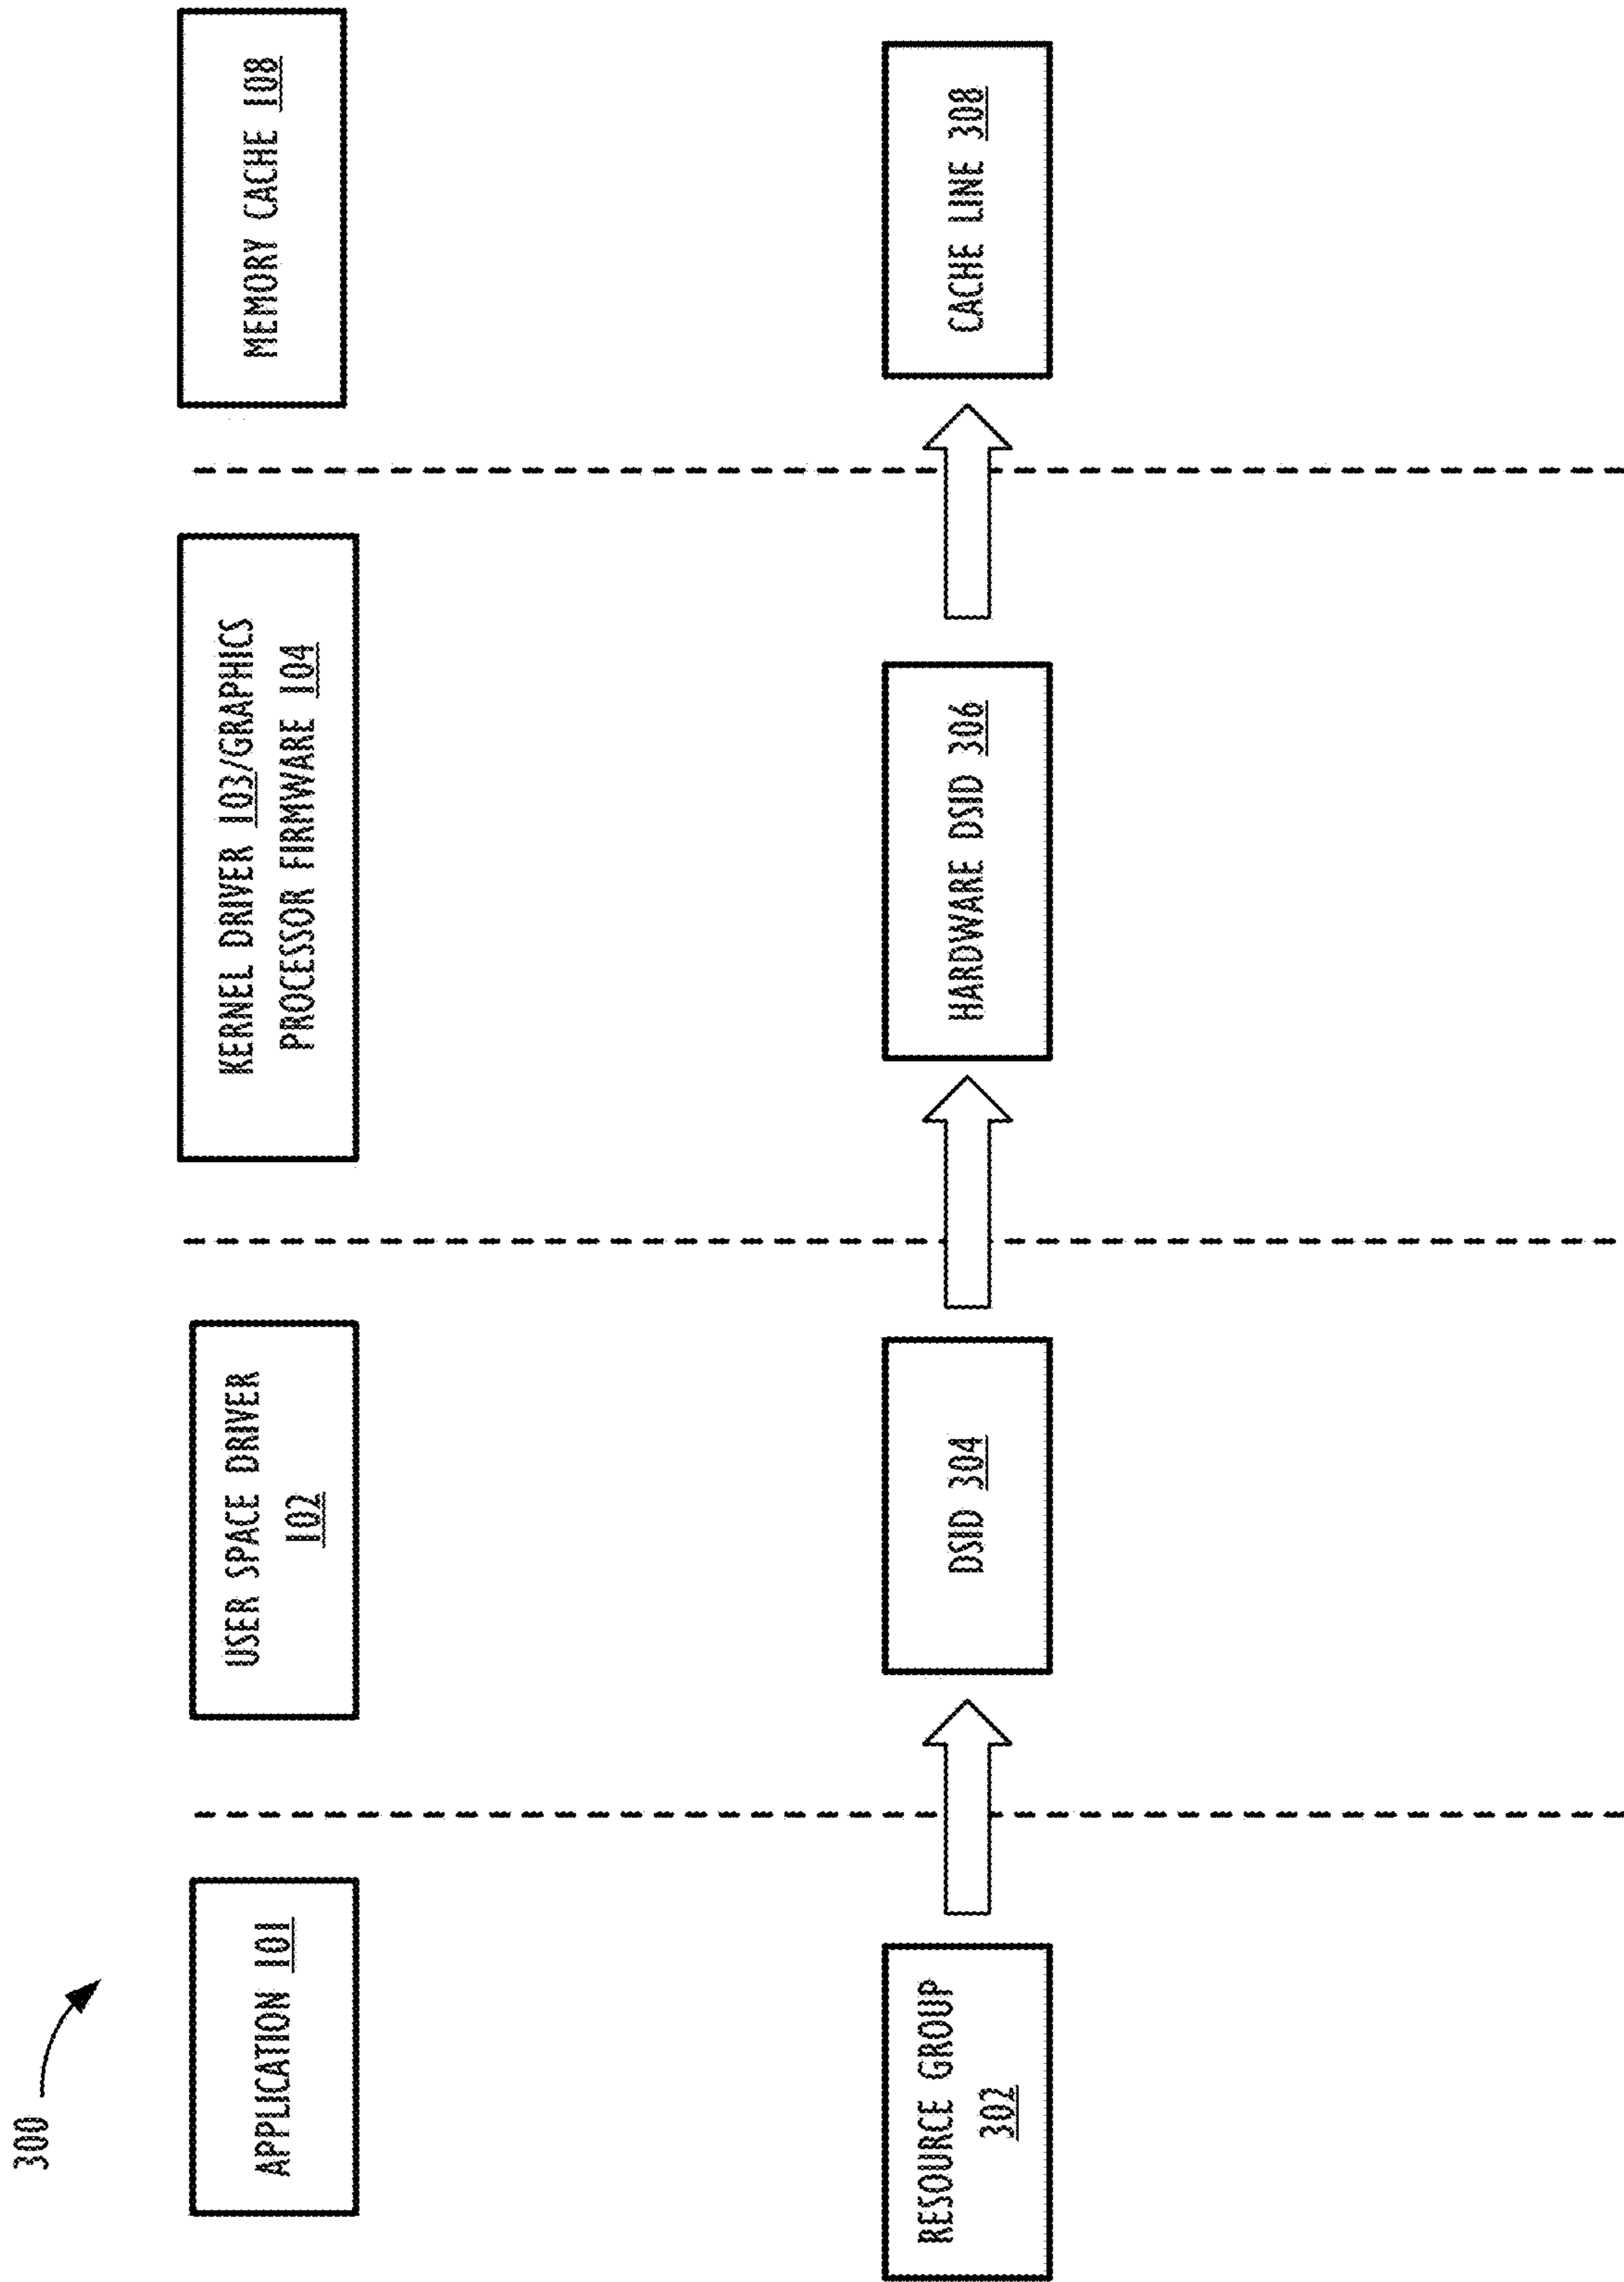 300
APPLICATION 101
USER SPACE DRIVER
102
KERNEL DRIVER 103/GRAPHICS
PROCESSOR FIRMWARE 104
MEMORY CACHE 108
RESOURCE GROUP
302
DSID 304
HARDWARE DSID 306
CACHE LINE 308